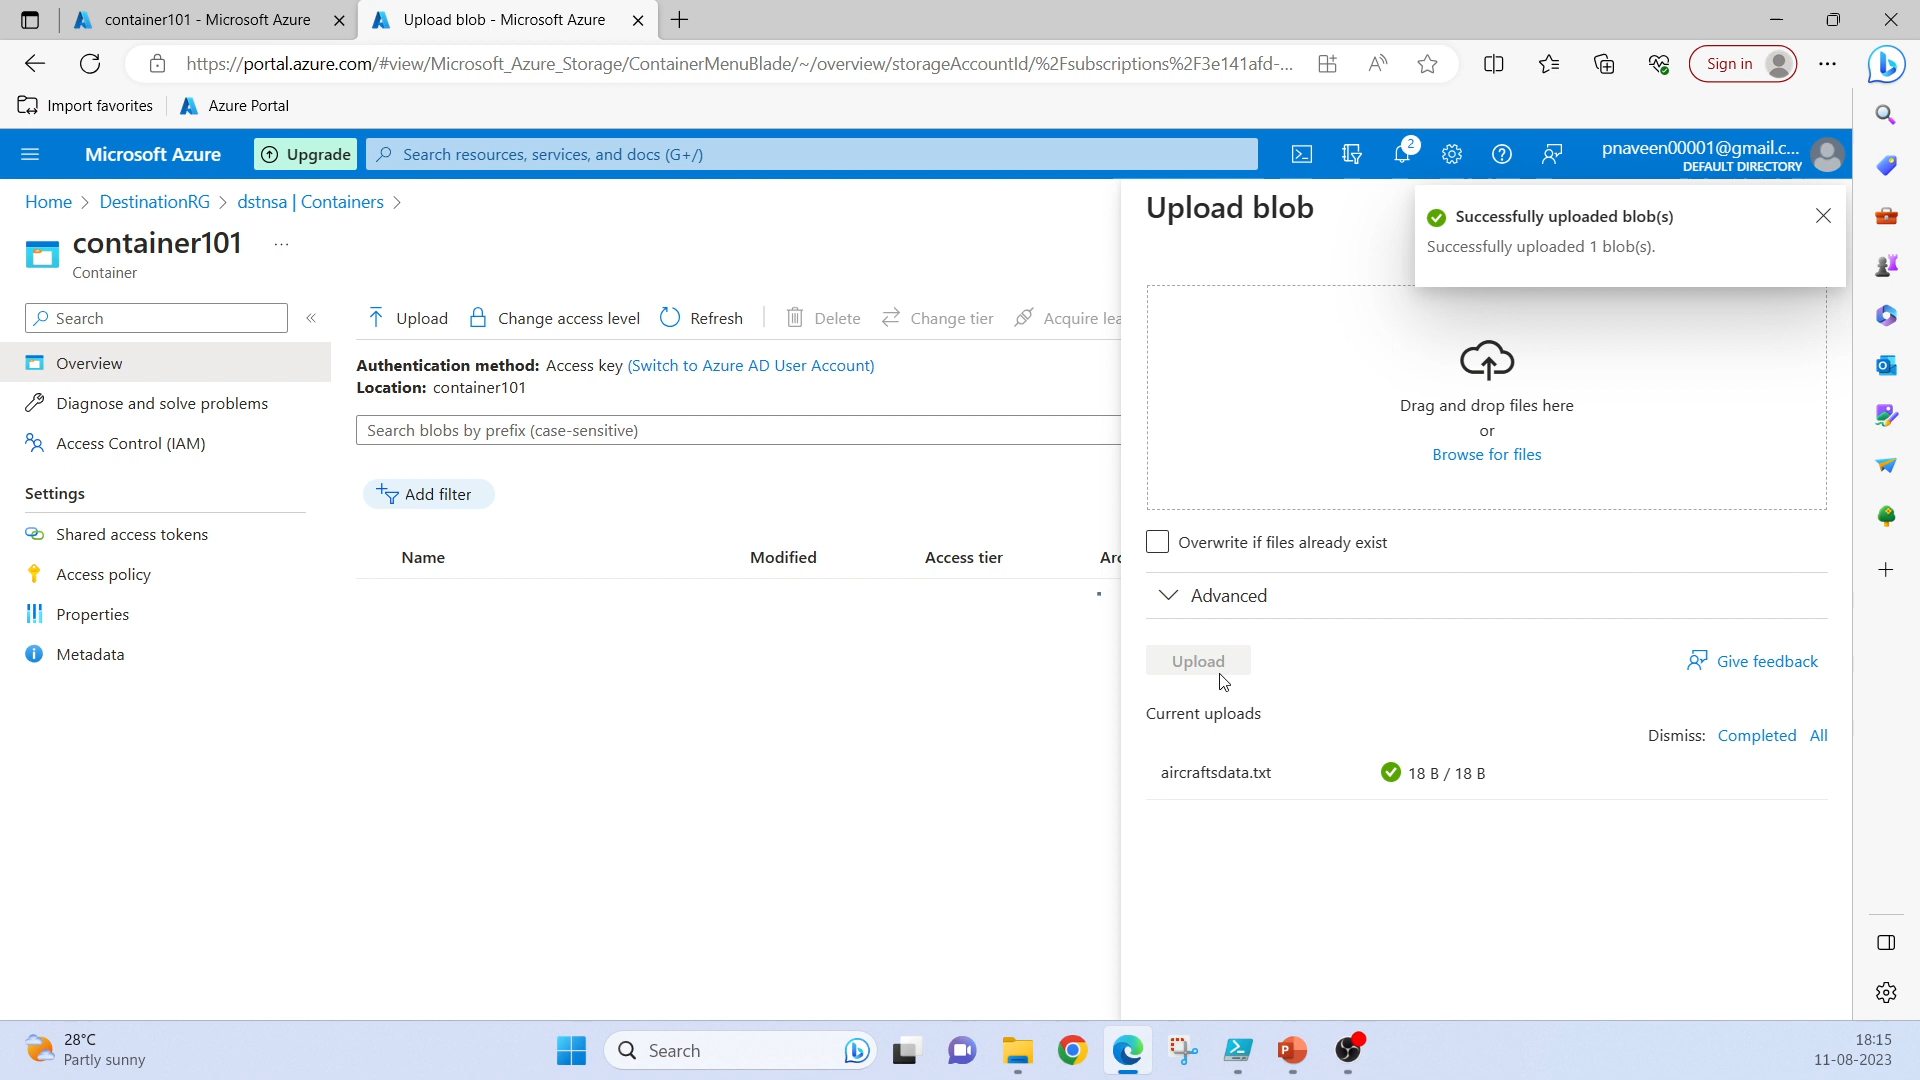 container101 - Microsoft Azure
Upload blob - Microsoft Azure
https://portal.azure.com/#view/Microsoft_Azure_Storage/ContainerMenuBlade/~/overview/storageAccountId/%2Fsubscriptions%2F3e141afd-...
Sign in
Import favorites
Azure Portal
Microsoft Azure
Upgrade
Search resources, services, and docs (G+/)
2
pnaveen00001@gmail.c...
DEFAULT DIRECTORY
Home > DestinationRG > dstnsa | Containers >
container101 ...
Container
Search
Overview
Diagnose and solve problems
Access Control (IAM)
Settings
Shared access tokens
Access policy
Properties
Metadata
Upload
Change access level
Refresh
Delete
Change tier
Acquire lea
Authentication method: Access key (Switch to Azure AD User Account)
Location: container101
Search blobs by prefix (case-sensitive)
Add filter
Name Modified Access tier Arc
Upload blob
Successfully uploaded blob(s)
Successfully uploaded 1 blob(s).
Drag and drop files here
or
Browse for files
Overwrite if files already exist
Advanced
Upload
Give feedback
Current uploads
Dismiss: Completed All
aircraftsdata.txt 18 B / 18 B
28°C
Partly sunny
Search
18:15
11-08-2023